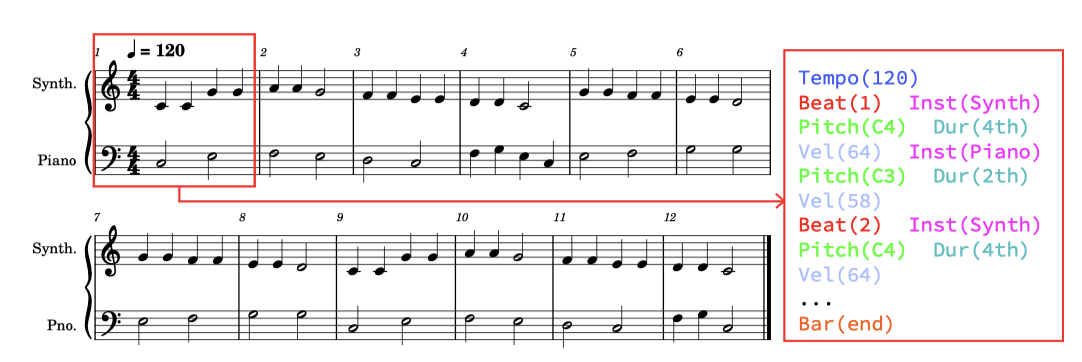 1 ♩ = 120 2 3 4 5 6
Synth.
4
4
Piano
4
4
7 8 9 10 11 12
Synth.
Pno.
Tempo(120)
Beat(1) Inst(Synth)
Pitch(C4) Dur(4th)
Vel(64) Inst(Piano)
Pitch(C3) Dur(2th)
Vel(58)
Beat(2) Inst(Synth)
Pitch(C4) Dur(4th)
Vel(64)
...
Bar(end)